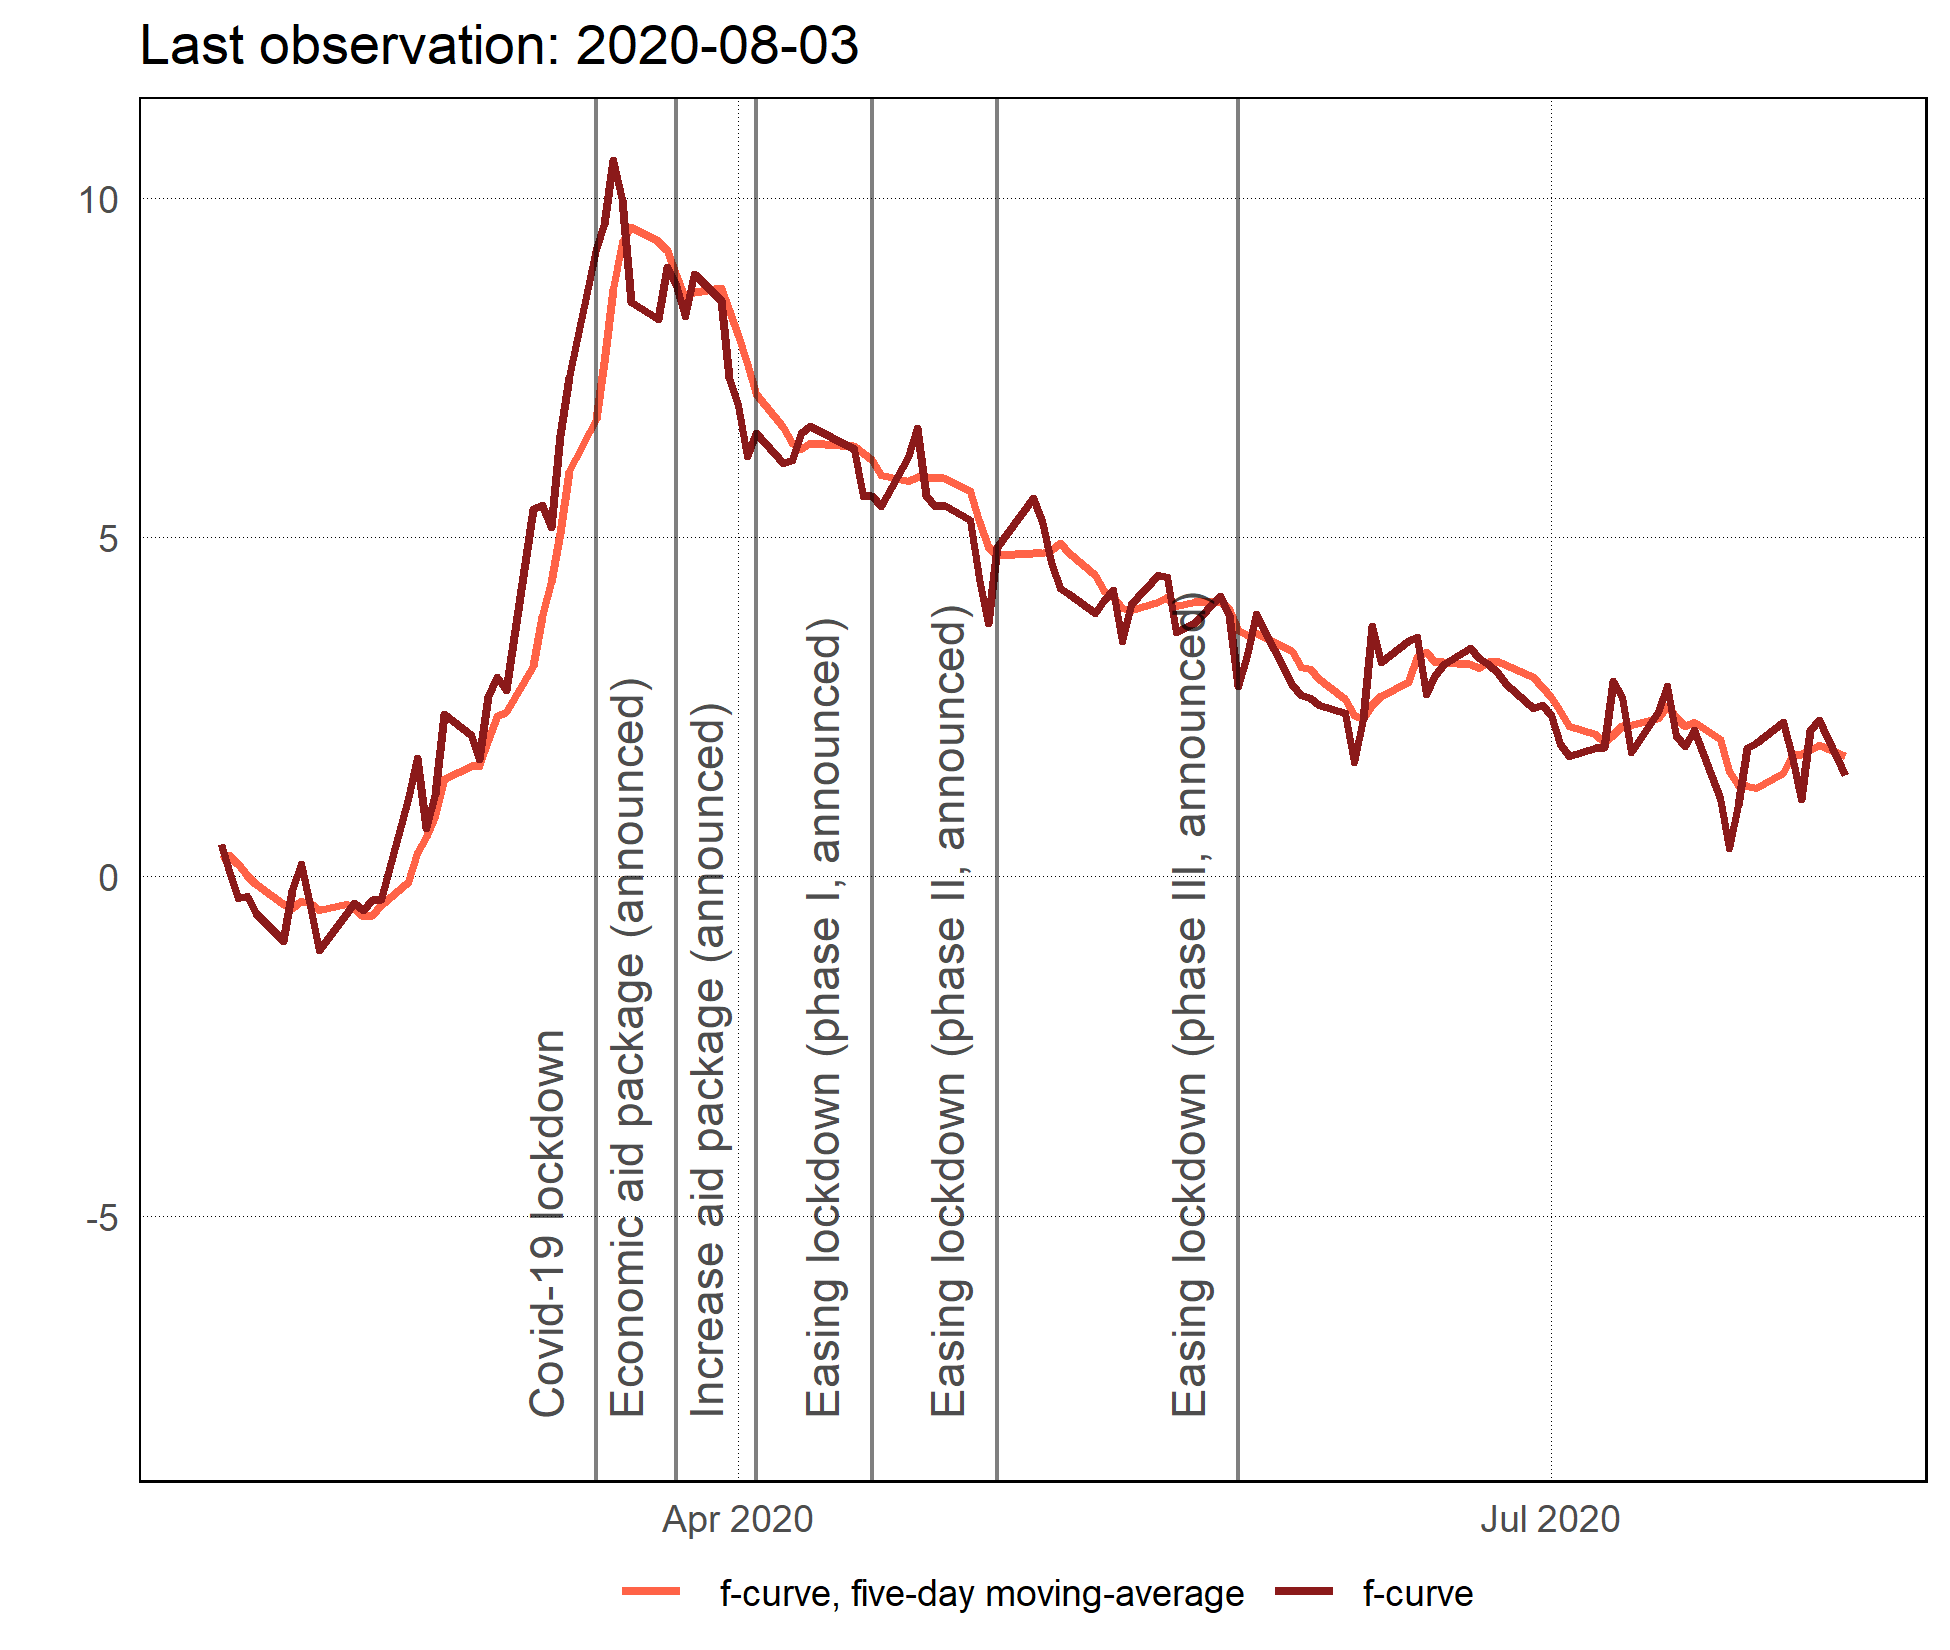 Last observation: 2020-08-03
10
5
0
-5
Covid-19 lockdown
Economic aid package (announced)
Increase aid package (announced)
Easing lockdown (phase I, announced)
Easing lockdown (phase II, announced)
Easing lockdown (phase III, announced)
Apr 2020
Jul 2020
f-curve, five-day moving-average
f-curve